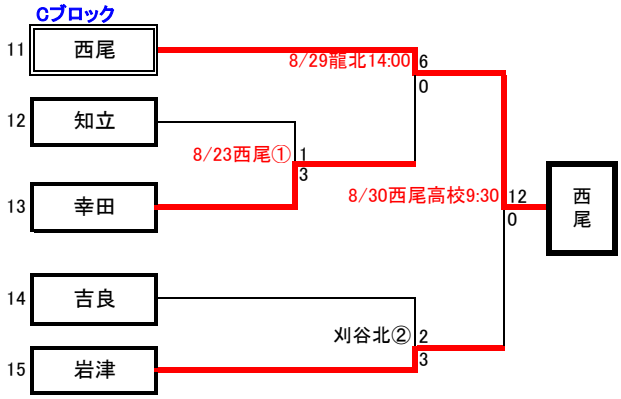 Cブロック
11 西尾
8/29龍北14:00 6
0
12 知立
8/23西尾① 1
3
13 幸田
8/30西尾高校9:30 12
0
西尾
14 吉良
刈谷北② 2
3
15 岩津